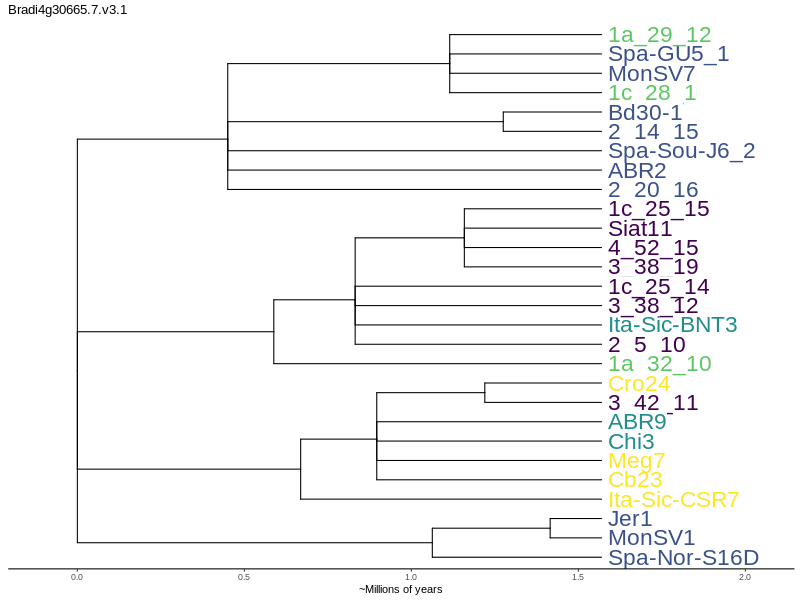 Bradi4g30665.7.v3.1
1a_29_12
Spa-GU5_1
MonSV7
1c_28_1
Bd30-1
2_14_15
Spa-Sou-J6_2
ABR2
2_20_16
1c_25_15
Siat11
4_52_15
3_38_19
1c_25_14
3_38_12
Ita-Sic-BNT3
2_5_10
1a_32_10
Cro24
3_42_11
ABR9
Chi3
Meg7
Cb23
Ita-Sic-CSR7
Jer1
MonSV1
Spa-Nor-S16D
0.0 0.5 1.0 1.5 2.0
~Millions of years